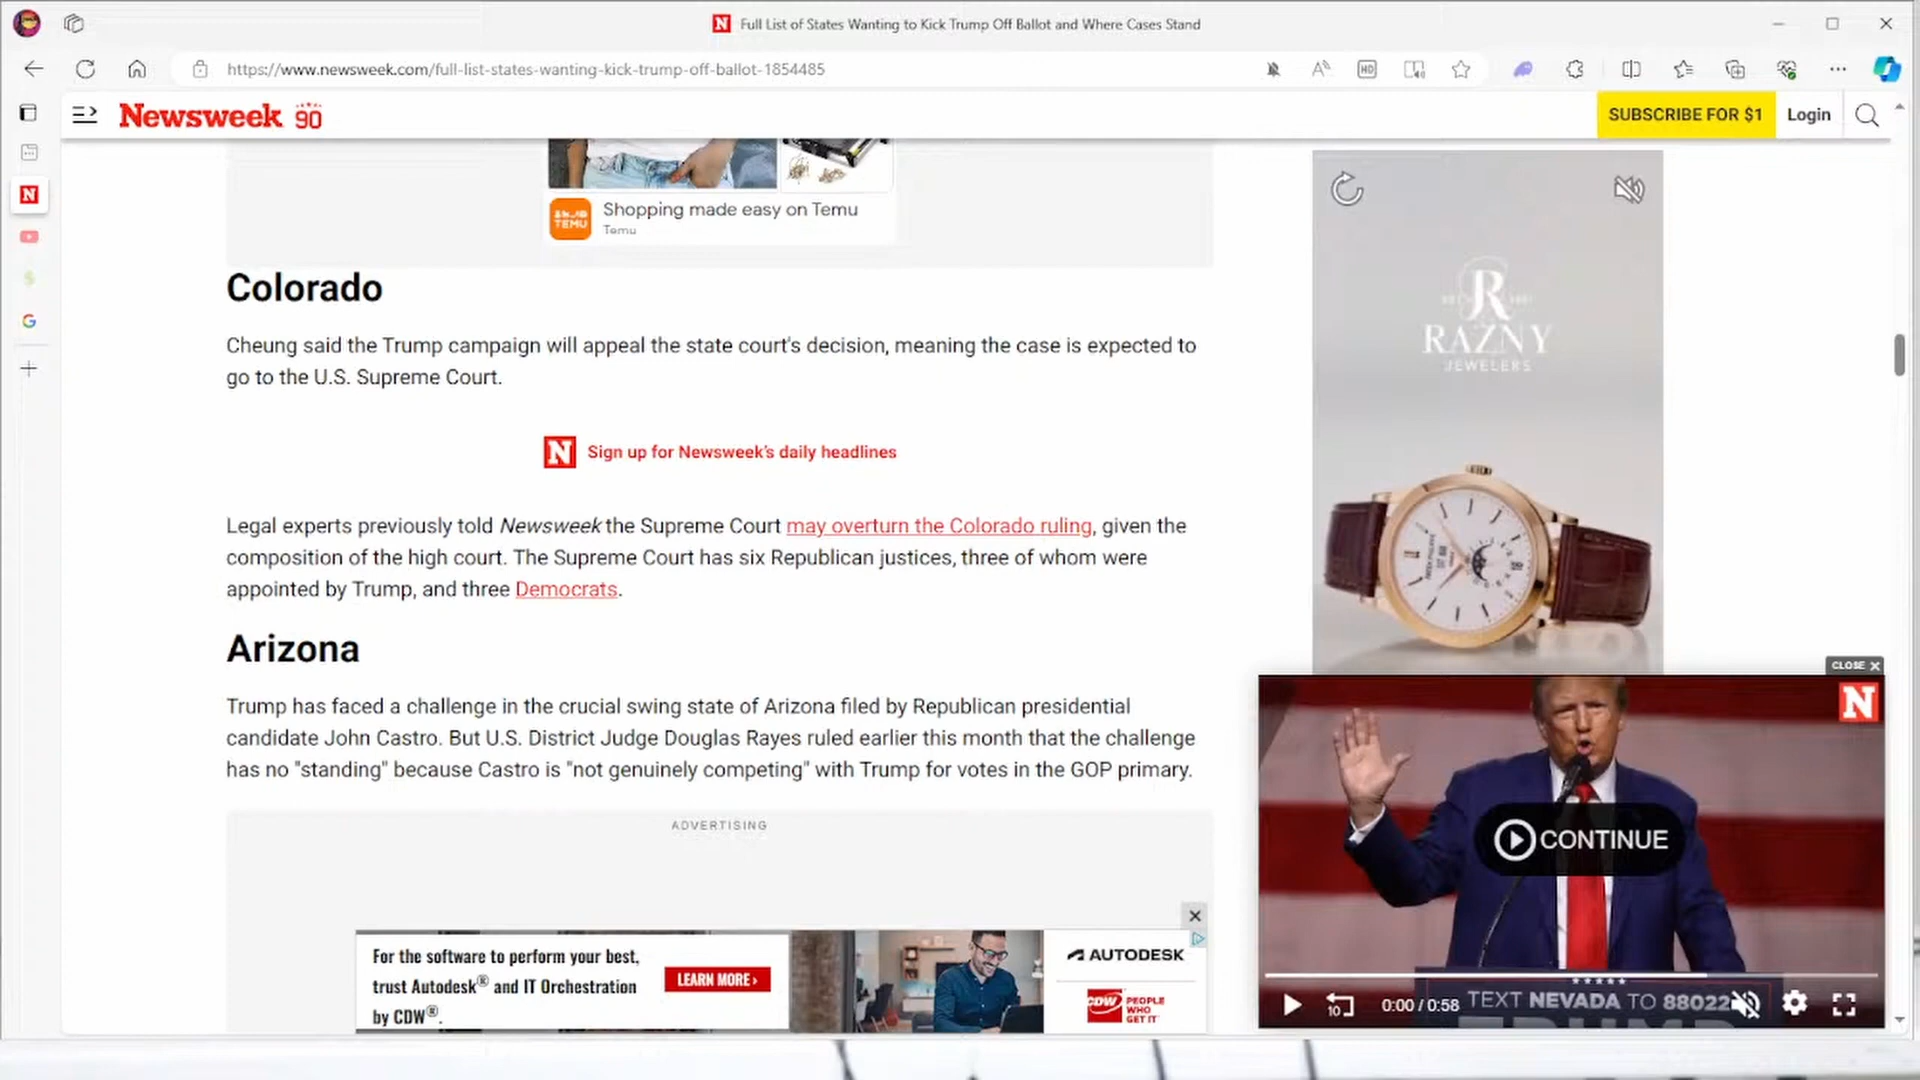 Full List of States Wanting to Kick Trump Off Ballot and Where Cases Stand
https://www.newsweek.com/full-list-states-wanting-kick-trump-off-ballot-1854485
Newsweek 90
SUBSCRIBE FOR $1
Login
TEMU
Shopping made easy on Temu
Temu
Colorado
Cheung said the Trump campaign will appeal the state court's decision, meaning the case is expected to
go to the U.S. Supreme Court.
N Sign up for Newsweek's daily headlines
Legal experts previously told Newsweek the Supreme Court may overturn the Colorado ruling, given the
composition of the high court. The Supreme Court has six Republican justices, three of whom were
appointed by Trump, and three Democrats.
Arizona
Trump has faced a challenge in the crucial swing state of Arizona filed by Republican presidential
candidate John Castro. But U.S. District Judge Douglas Rayes ruled earlier this month that the challenge
has no "standing" because Castro is "not genuinely competing" with Trump for votes in the GOP primary.
ADVERTISING
For the software to perform your best,
trust Autodesk® and IT Orchestration
by CDW®.
LEARN MORE ›
AUTODESK
CDW PEOPLE
WHO
GET IT
R
RAZNY
JEWELERS
CLOSE X
N
CONTINUE
10
0:00 / 0:58
TEXT NEVADA TO 88022